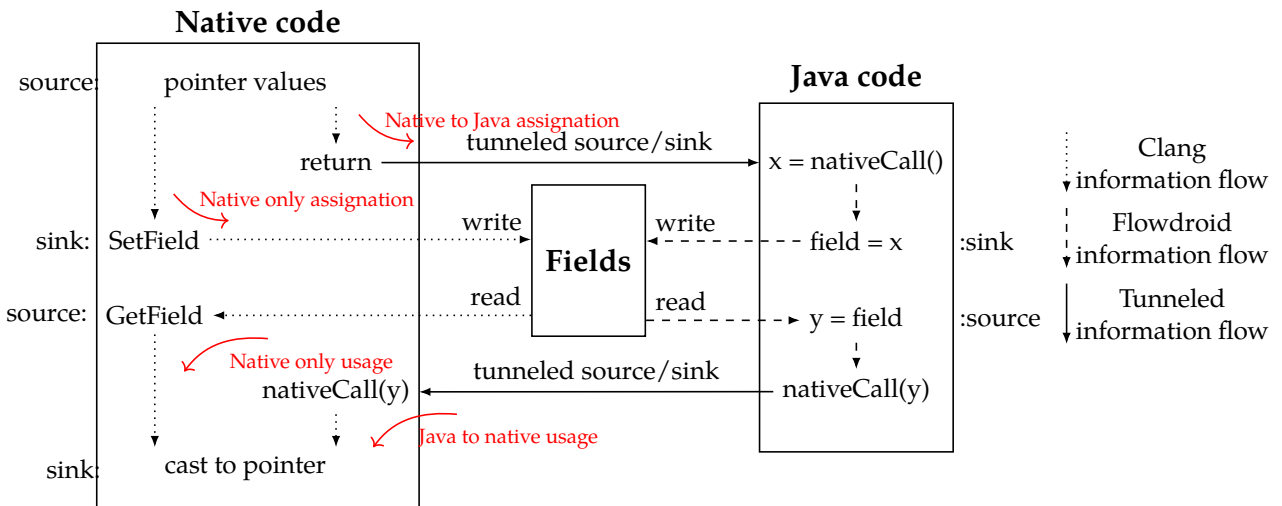 Native code
source:
pointer values
Java code
Native to Java assignation
tunneled source/sink
return
x = nativeCall()
Clang
information flow
Native only assignation
write
write
sink:
SetField
Fields
field = x
:sink
Flowdroid
information flow
read
read
source:
GetField
y = field
:source
Tunneled
information flow
Native only usage
tunneled source/sink
nativeCall(y)
nativeCall(y)
Java to native usage
sink:
cast to pointer